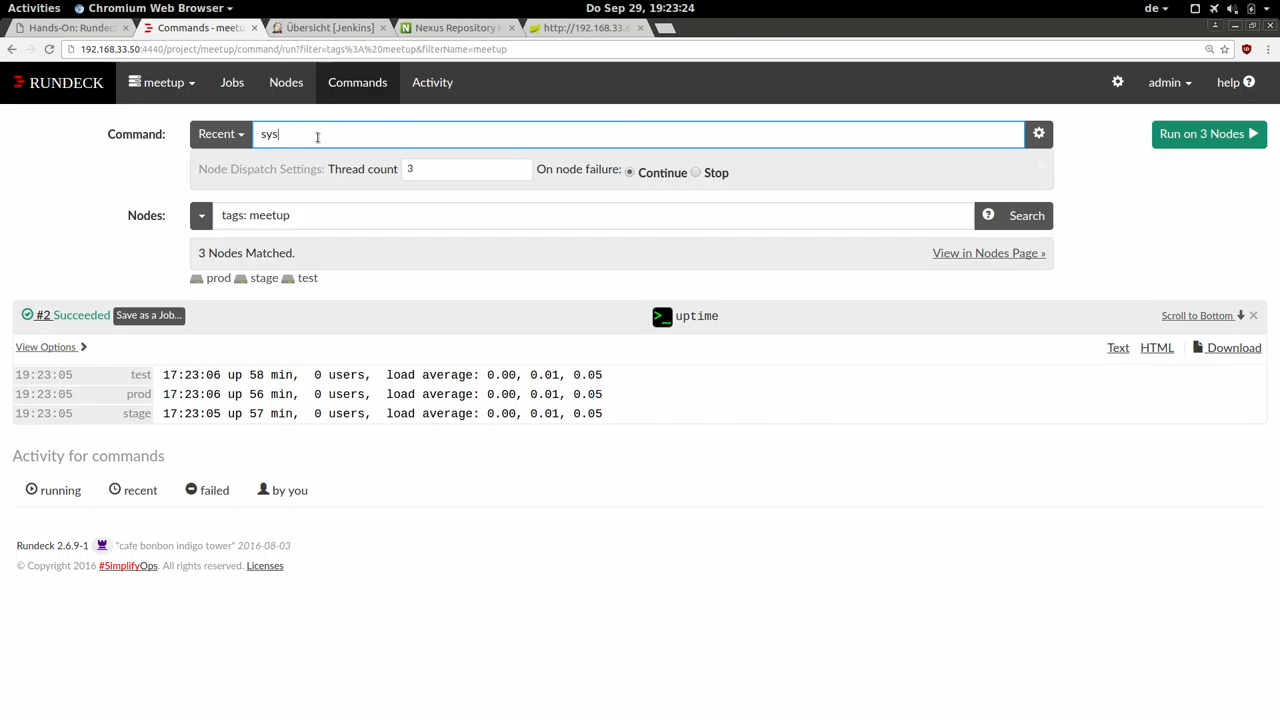 Activities Chromium Web Browser Do Sep 29, 19:23:24 de
Hands-On: Rundeck Commands - meetu Übersicht [Jenkins] Nexus Repository http://192.168.33.6
192.168.33.50:4440/project/meetup/command/run?filter=tags%3A%20meetup&filterName=meetup
RUNDECK meetup Jobs Nodes Commands Activity admin help
Command: Recent sys Run on 3 Nodes
Node Dispatch Settings: Thread count 3 On node failure: Continue Stop
Nodes: tags: meetup Search
3 Nodes Matched. View in Nodes Page »
prod stage test
#2 Succeeded Save as a Job... >_ uptime Scroll to Bottom
View Options Text HTML Download
19:23:05 test 17:23:06 up 58 min, 0 users, load average: 0.00, 0.01, 0.05
19:23:05 prod 17:23:06 up 56 min, 0 users, load average: 0.00, 0.01, 0.05
19:23:05 stage 17:23:05 up 57 min, 0 users, load average: 0.00, 0.01, 0.05
Activity for commands
running recent failed by you
Rundeck 2.6.9-1 "cafe bonbon indigo tower" 2016-08-03
© Copyright 2016 #SimplifyOps. All rights reserved. Licenses